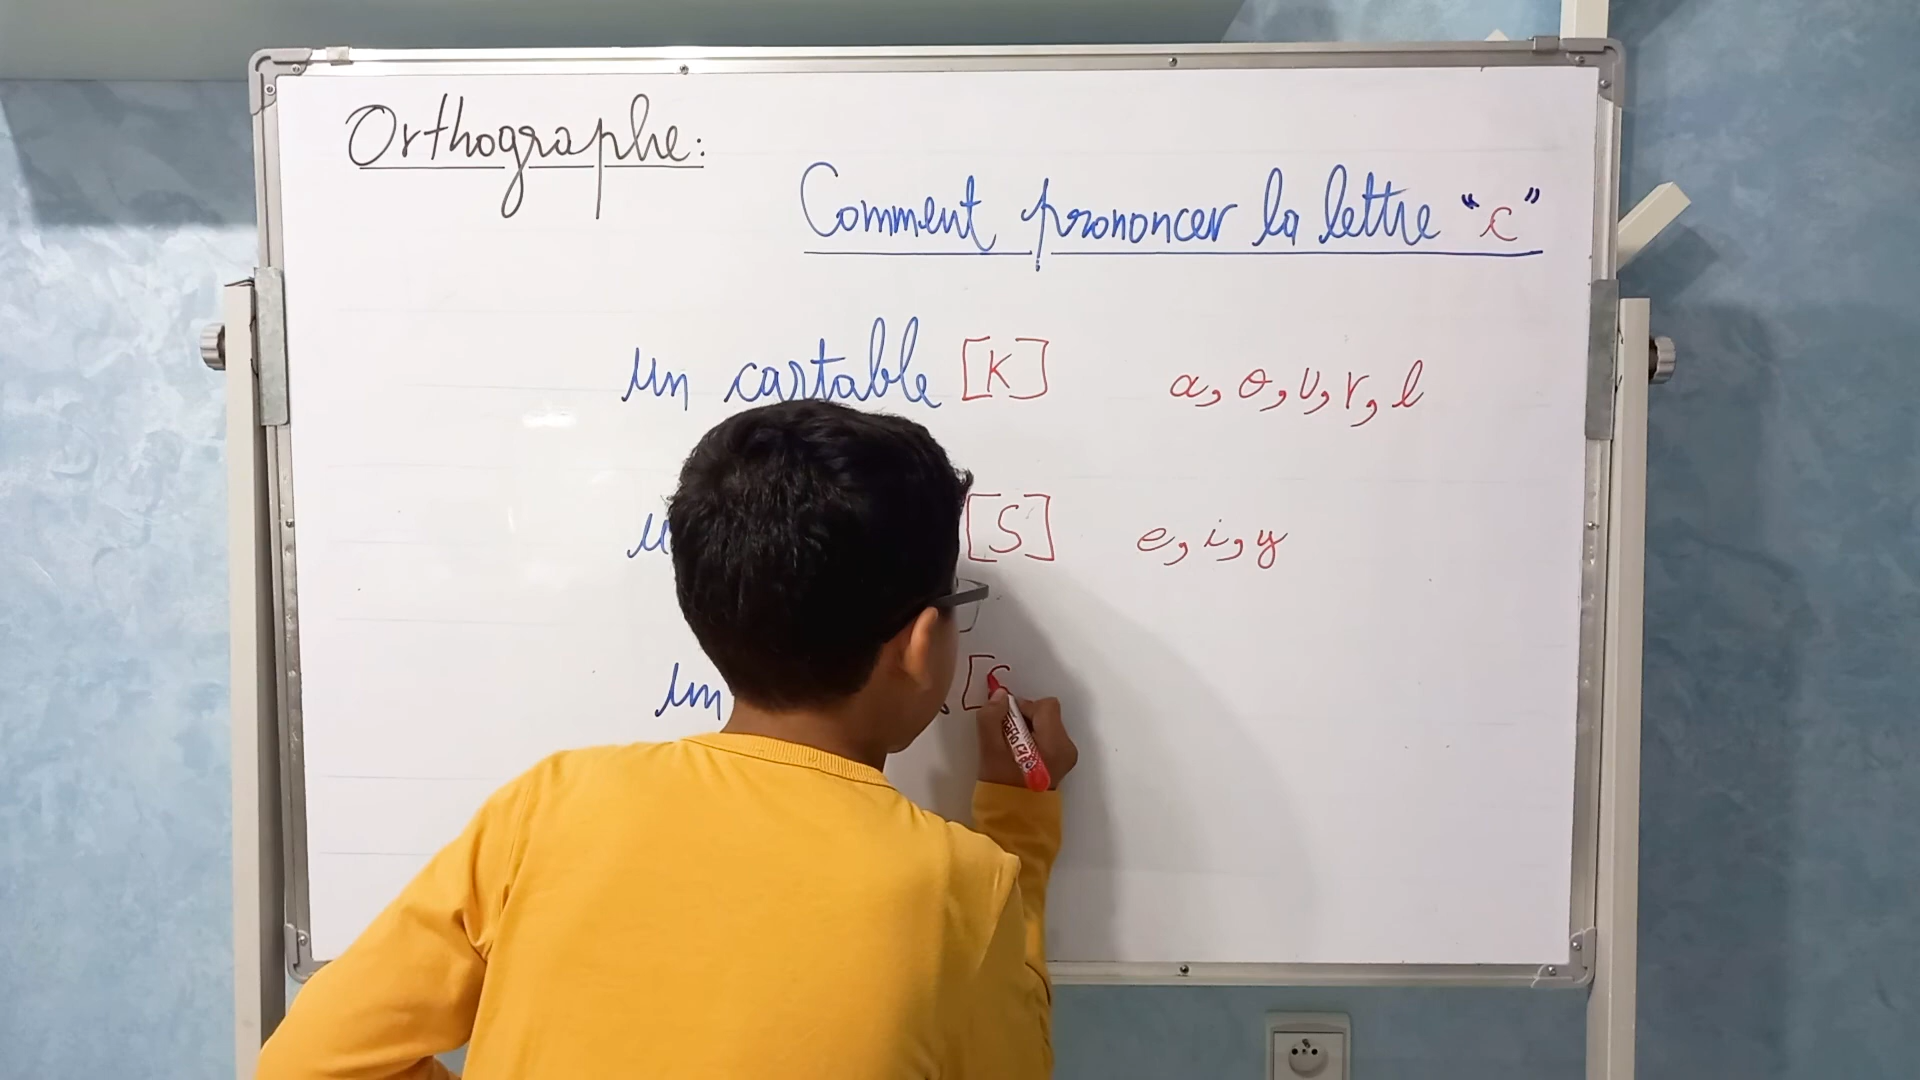 Orthographe:
Comment prononcer la lettre "c"
un cartable [K] a, o, u, r, l
[S] e, i, y
un [